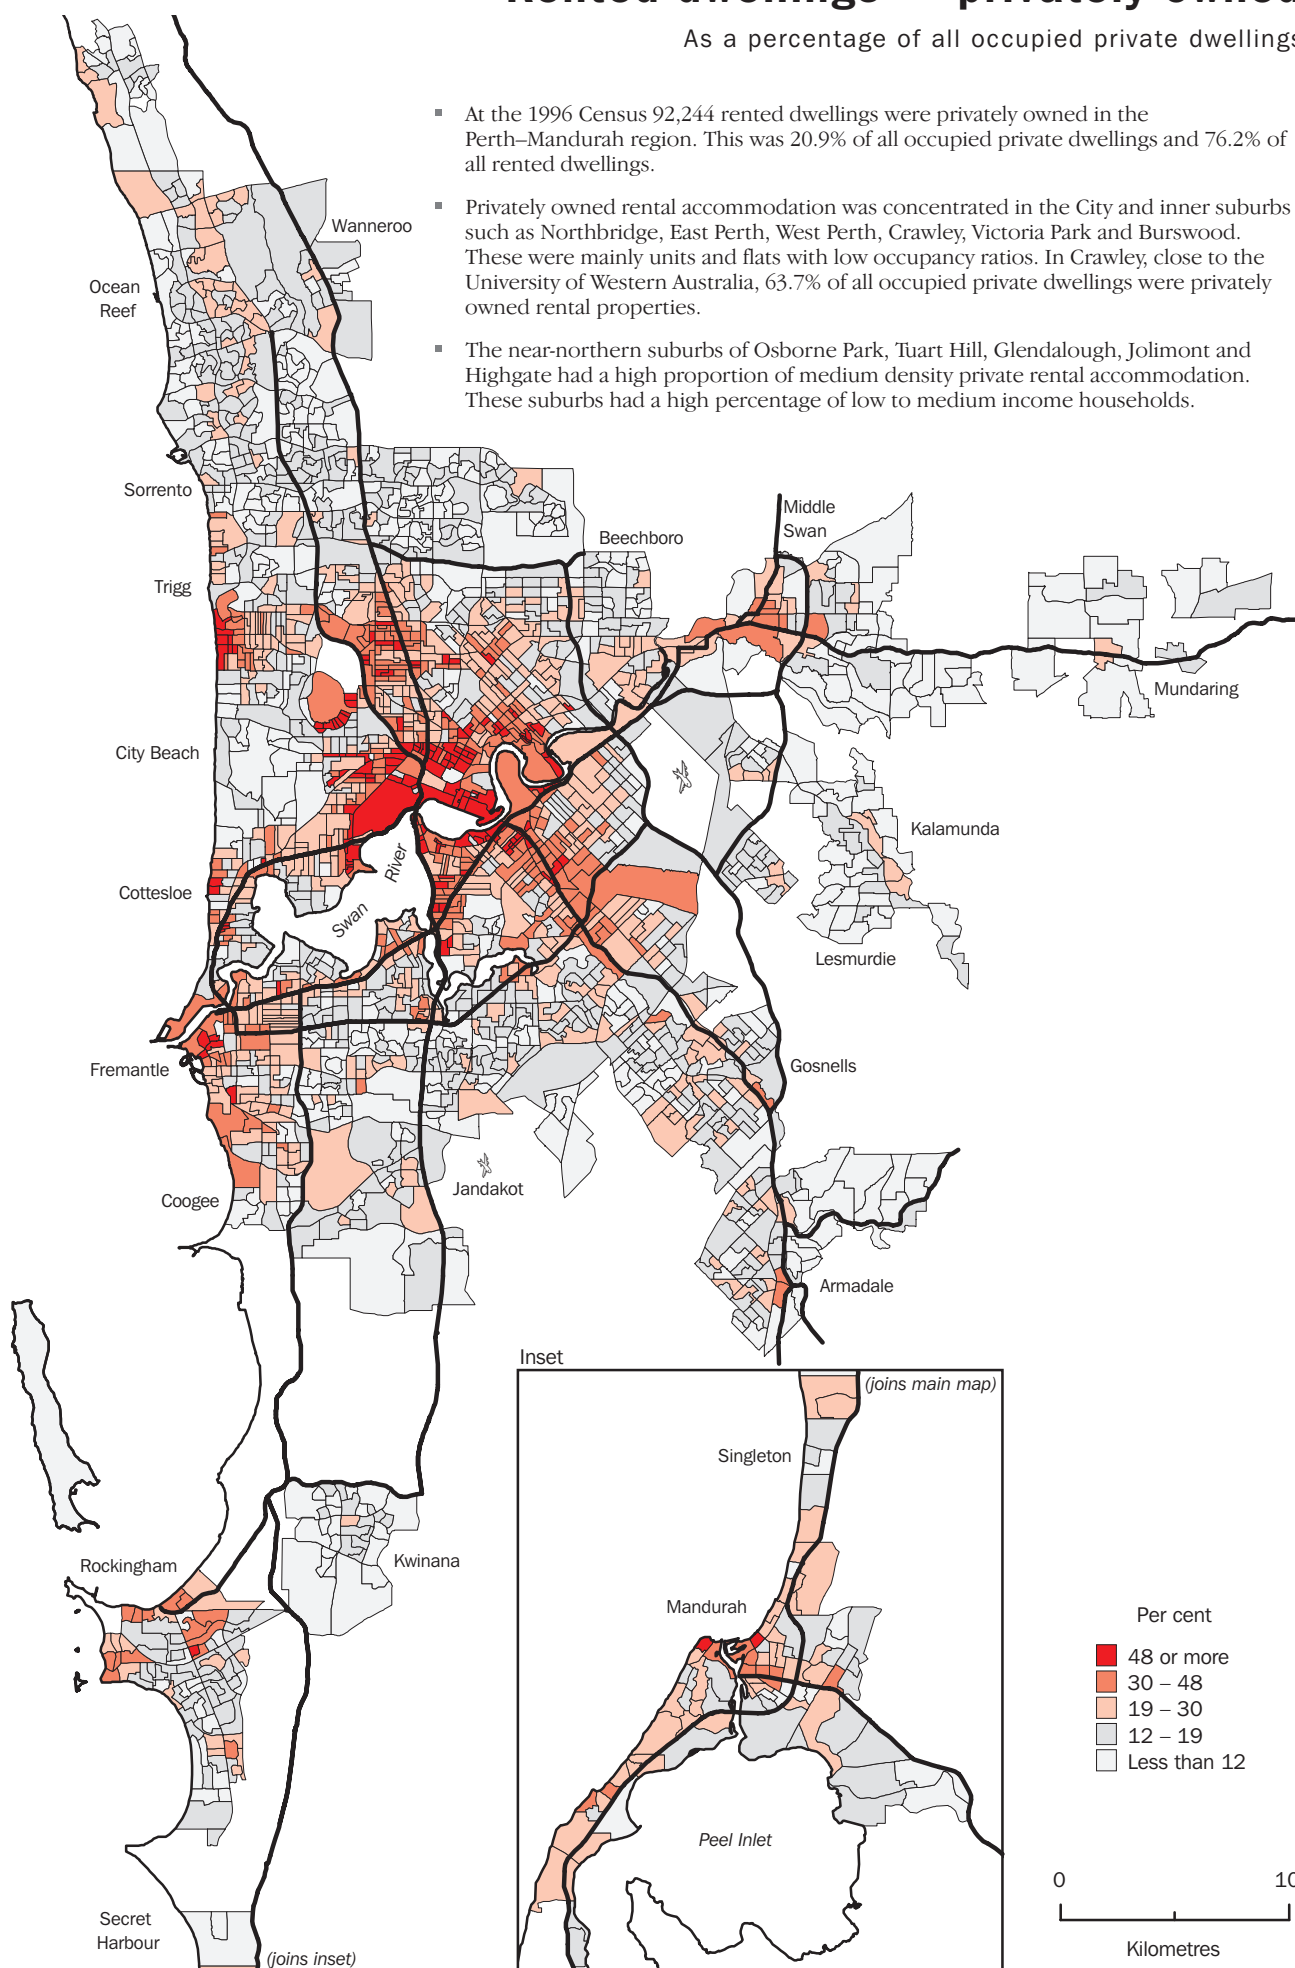 Rented dwellings — privately owned
As a percentage of all occupied private dwellings
▪ At the 1996 Census 92,244 rented dwellings were privately owned in the
Perth–Mandurah region. This was 20.9% of all occupied private dwellings and 76.2% of
all rented dwellings.
▪ Privately owned rental accommodation was concentrated in the City and inner suburbs
such as Northbridge, East Perth, West Perth, Crawley, Victoria Park and Burswood.
These were mainly units and flats with low occupancy ratios. In Crawley, close to the
University of Western Australia, 63.7% of all occupied private dwellings were privately
owned rental properties.
▪ The near-northern suburbs of Osborne Park, Tuart Hill, Glendalough, Jolimont and
Highgate had a high proportion of medium density private rental accommodation.
These suburbs had a high percentage of low to medium income households.
Wanneroo
Ocean
Reef
Sorrento
Middle
Swan
Beechboro
Trigg
Mundaring
City Beach
Kalamunda
River
Cottesloe
Swan
Lesmurdie
Fremantle
Gosnells
Jandakot
Coogee
Armadale
Inset
(joins main map)
Singleton
Rockingham
Kwinana
Mandurah
Per cent
48 or more
30 – 48
19 – 30
12 – 19
Less than 12
Peel Inlet
0 10
Secret
Harbour
Kilometres
(joins inset)